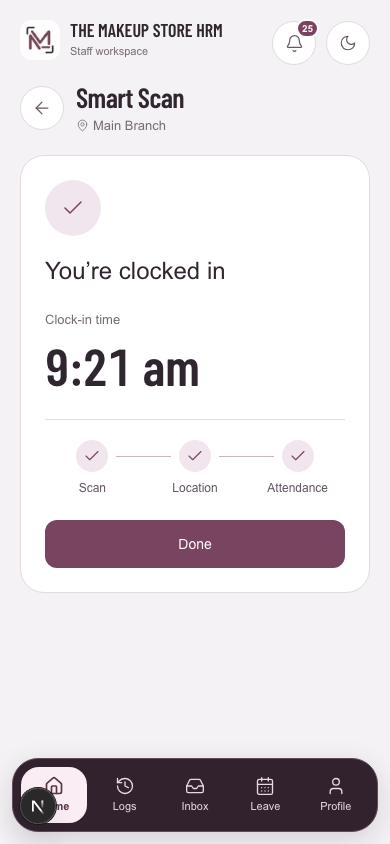 THE MAKEUP STORE HRM
Staff workspace
25
Smart Scan
Main Branch
You're clocked in
Clock-in time
9:21 am
Scan
Location
Attendance
Done
N
Logs
Inbox
Leave
Profile